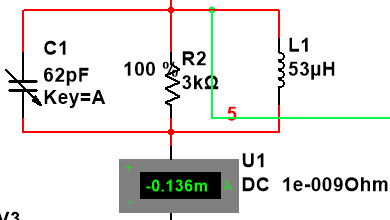 C1
62pF
Key=A
100 %
R2
3kΩ
L1
53µH
5
U1
-0.136m A
DC 1e-009Ohm
V3